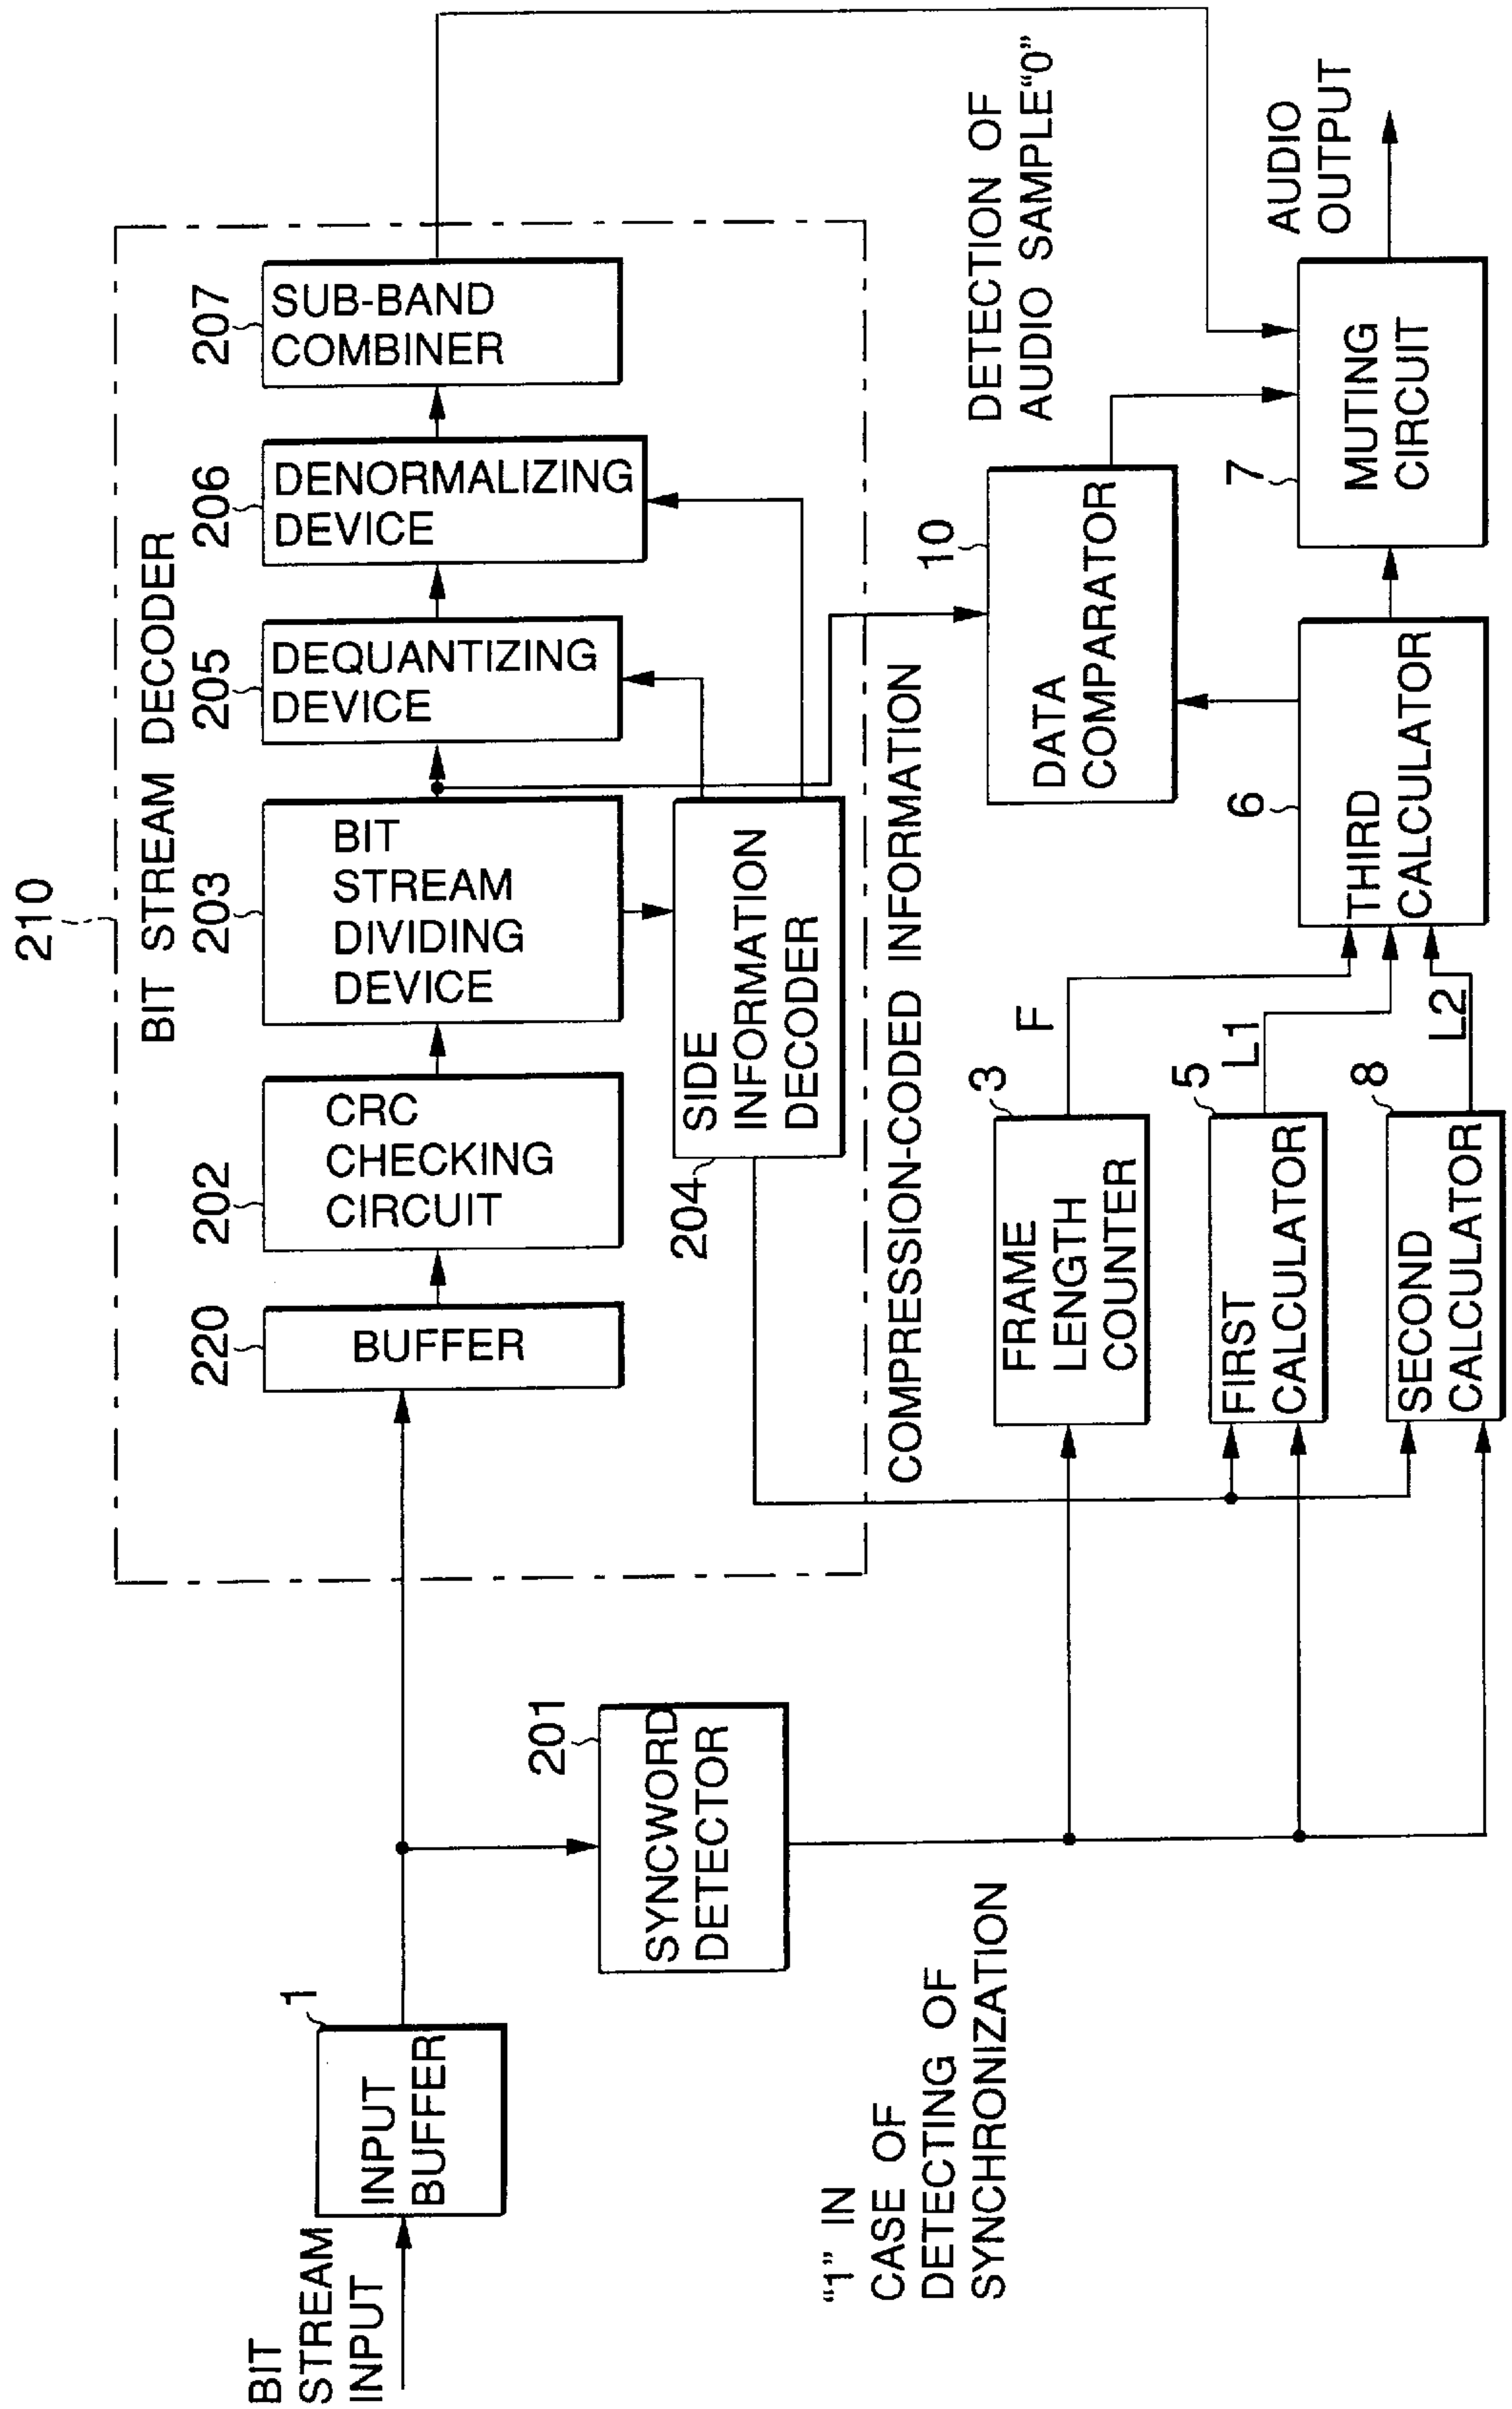 210
BIT STREAM DECODER
BIT
STREAM
INPUT
1
INPUT
BUFFER
220
BUFFER
202
CRC
CHECKING
CIRCUIT
203
BIT
STREAM
DIVIDING
DEVICE
205
DEQUANTIZING
DEVICE
206
DENORMALIZING
DEVICE
207
SUB-BAND
COMBINER
201
SYNCWORD
DETECTOR
204
SIDE
INFORMATION
DECODER
COMPRESSION-CODED INFORMATION
“1” IN
CASE OF
DETECTING OF
SYNCHRONIZATION
3
FRAME
LENGTH
COUNTER
F
5
FIRST
CALCULATOR
L1
8
SECOND
CALCULATOR
L2
10
DATA
COMPARATOR
DETECTION OF
AUDIO SAMPLE“0”
6
THIRD
CALCULATOR
7
MUTING
CIRCUIT
AUDIO
OUTPUT